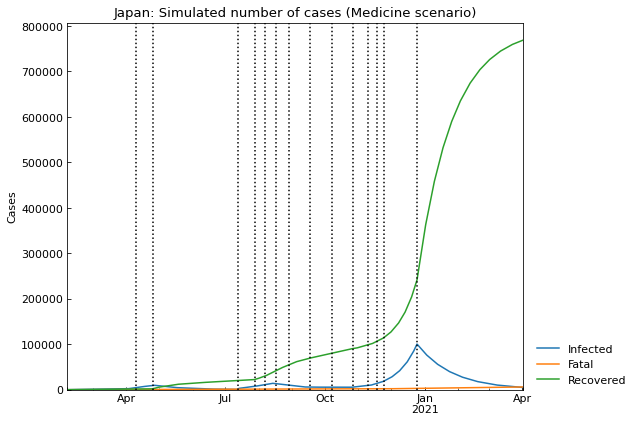 Japan: Simulated number of cases (Medicine scenario)
Cases
800000
700000
600000
500000
400000
300000
200000
100000
0
Apr
Jul
Oct
Jan
2021
Apr
Infected
Fatal
Recovered